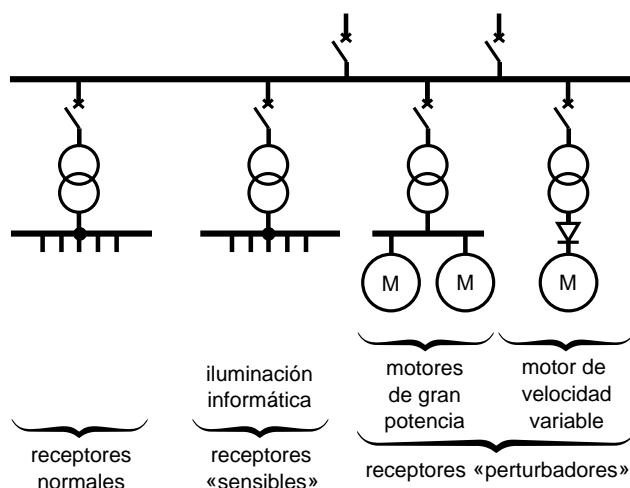 M
M
M
iluminación
informática
motores
de gran
potencia
motor de
velocidad
variable
receptores
normales
receptores
«sensibles»
receptores «perturbadores»